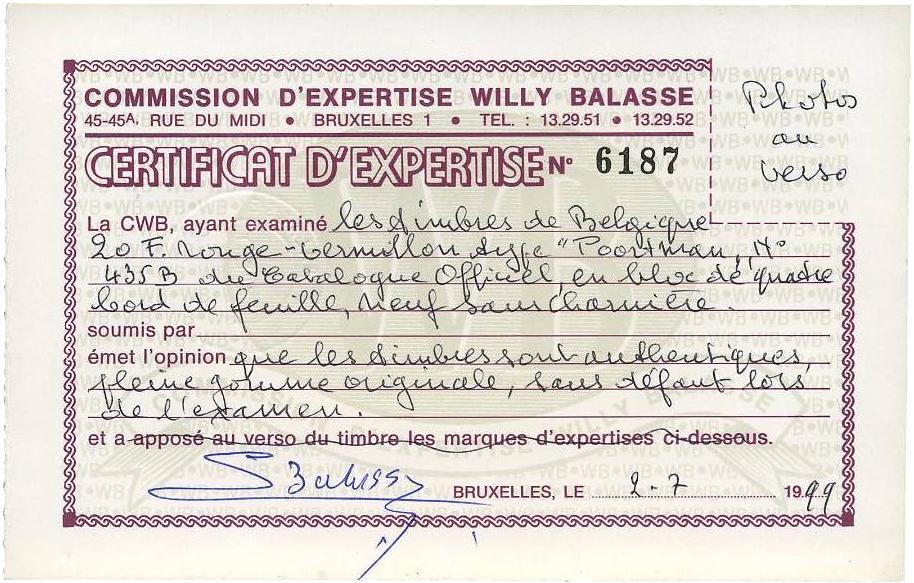 COMMISSION D'EXPERTISE WILLY BALASSE
45-45A, RUE DU MIDI • BRUXELLES 1 • TEL. : 13.29.51 • 13.29.52
Photos
au
verso
CERTIFICAT D'EXPERTISE N° 6187
La CWB, ayant examiné les timbres de Belgique
20 F. rouge-vermillon type "Poortman, N°
435B du Catalogue Officiel, en bloc de quatre
bord de feuille, neuf sans charnière.
soumis par
émet l'opinion que les timbres sont authentiques,
pleine gomme originale, sans défaut lors
de l'examen.
et a apposé au verso du timbre les marques d'expertises ci-dessous.
Balasse
BRUXELLES, LE 2-7 1999